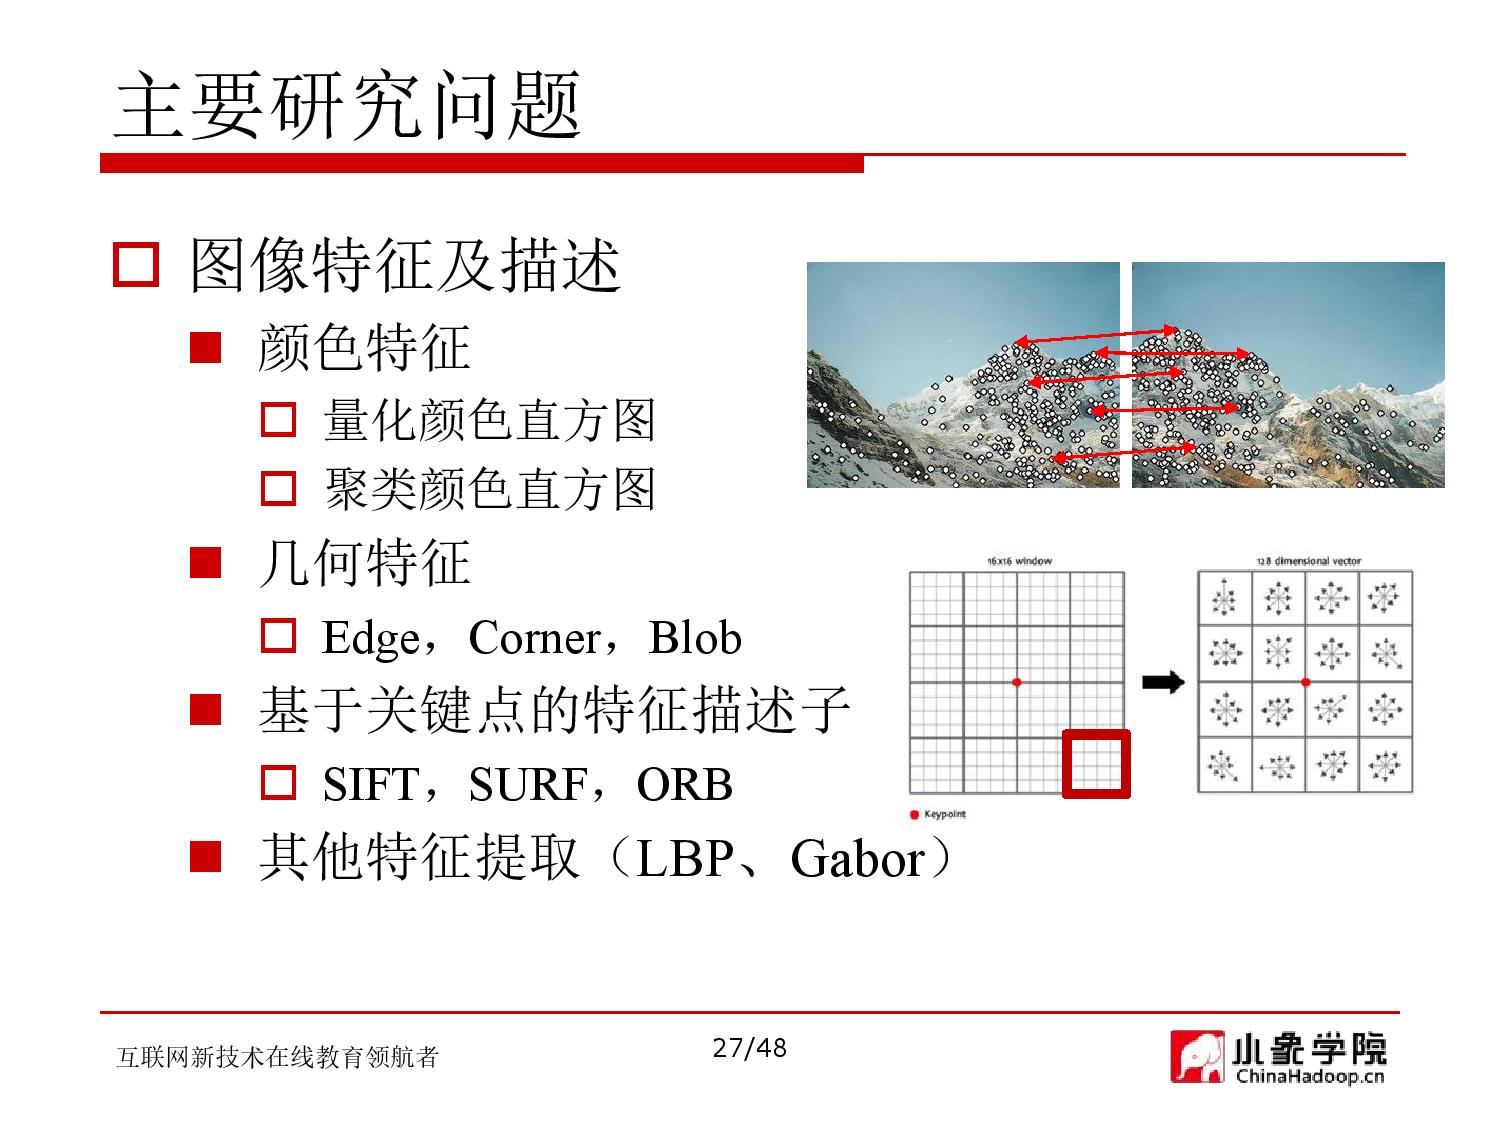 主要研究问题
图像特征及描述
颜色特征
量化颜色直方图
聚类颜色直方图
几何特征
Edge，Corner，Blob
基于关键点的特征描述子
SIFT，SURF，ORB
其他特征提取（LBP、Gabor）
16x16 window
128 dimensional vector
Keypoint
互联网新技术在线教育领航者
27/48
小象学院
ChinaHadoop.cn